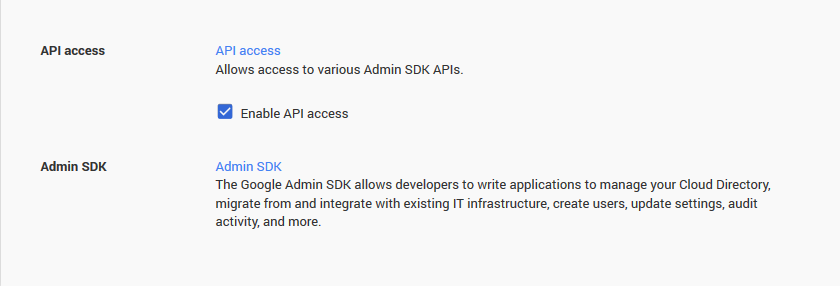 API access
API access
Allows access to various Admin SDK APIs.
Enable API access
Admin SDK
Admin SDK
The Google Admin SDK allows developers to write applications to manage your Cloud Directory,
migrate from and integrate with existing IT infrastructure, create users, update settings, audit
activity, and more.